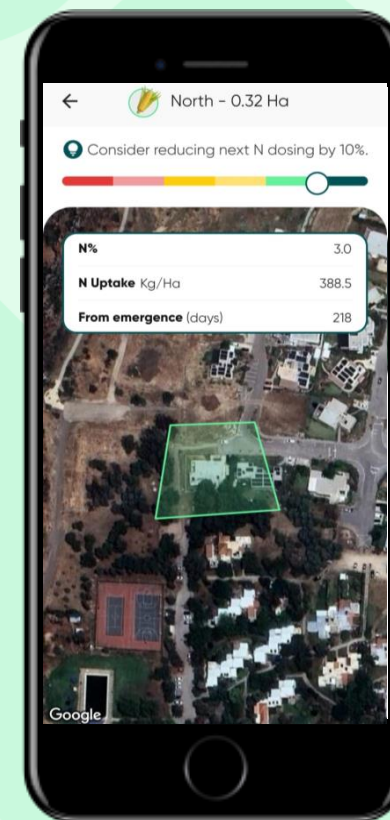 North - 0.32 Ha
Consider reducing next N dosing by 10%.
N% 3.0
N Uptake Kg/Ha 388.5
From emergence (days) 218
Google